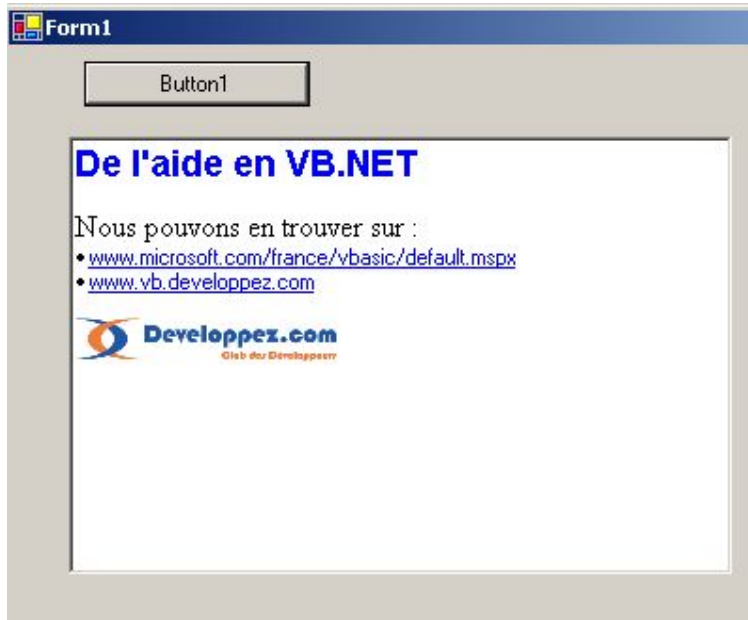 Form1
Button1
De l'aide en VB.NET
Nous pouvons en trouver sur :
• www.microsoft.com/france/vbasic/default.mspx
• www.vb.developpez.com
Developpez.com
Club des Développeurs